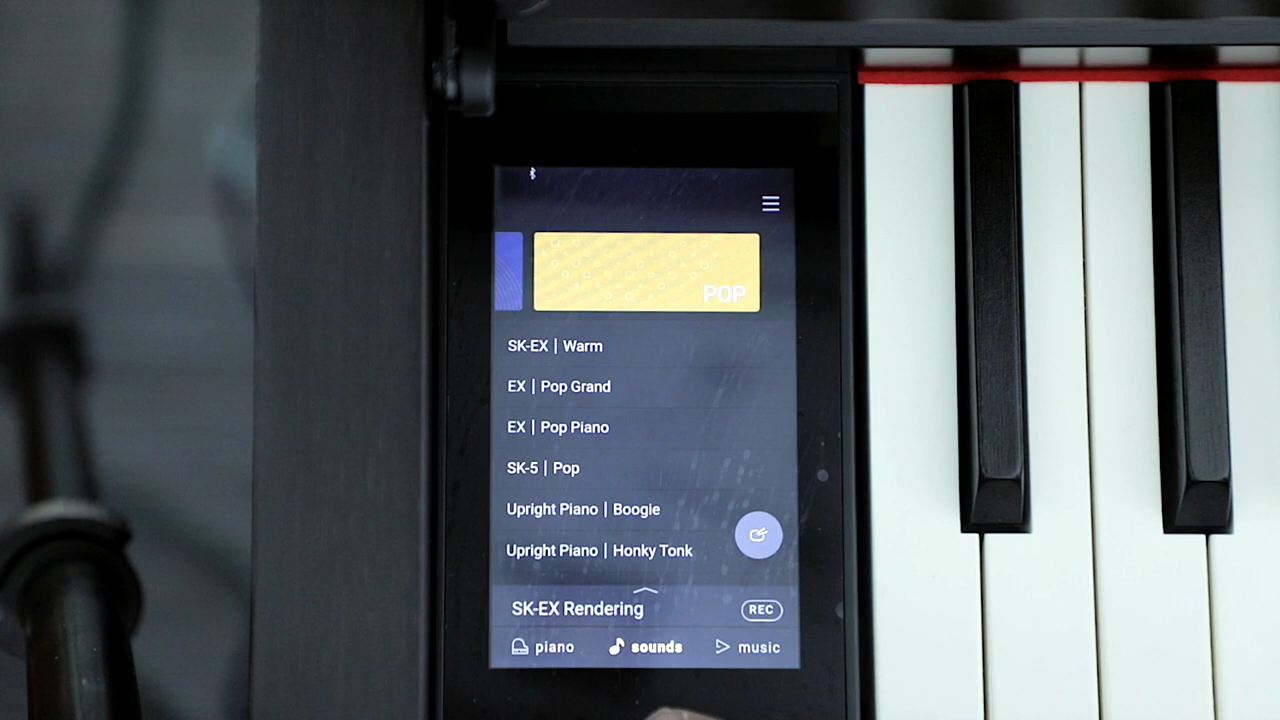 POP
SK-EX | Warm
EX | Pop Grand
EX | Pop Piano
SK-5 | Pop
Upright Piano | Boogie
Upright Piano | Honky Tonk
SK-EX Rendering REC
piano sounds music